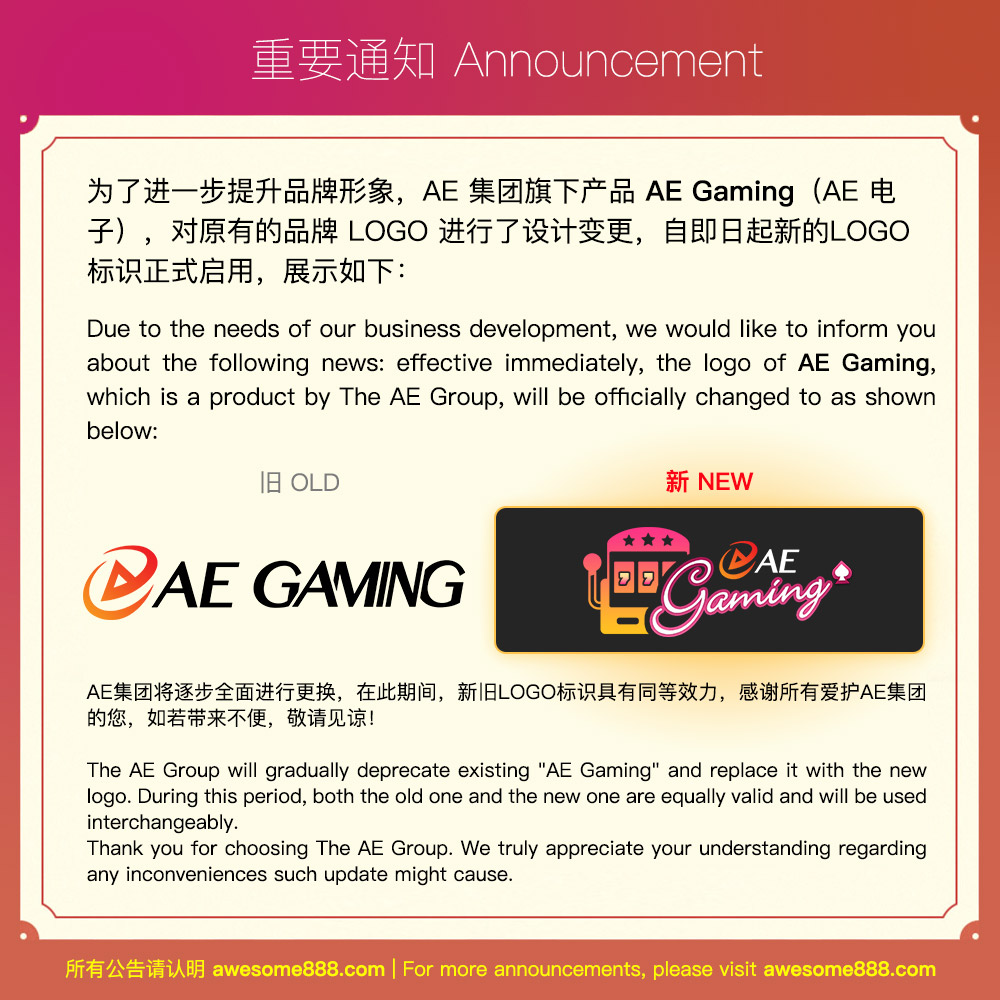 重要通知 Announcement
为了进一步提升品牌形象，AE 集团旗下产品 AE Gaming（AE 电
子），对原有的品牌 LOGO 进行了设计变更，自即日起新的LOGO
标识正式启用，展示如下：
Due to the needs of our business development, we would like to inform you
about the following news: effective immediately, the logo of AE Gaming,
which is a product by The AE Group, will be officially changed to as shown
below:
旧 OLD
新 NEW
AE GAMING
7 7
AE
Gaming
AE集团将逐步全面进行更换，在此期间，新旧LOGO标识具有同等效力，感谢所有爱护AE集团
的您，如若带来不便，敬请见谅！
The AE Group will gradually deprecate existing "AE Gaming" and replace it with the new
logo. During this period, both the old one and the new one are equally valid and will be used
interchangeably.
Thank you for choosing The AE Group. We truly appreciate your understanding regarding
any inconveniences such update might cause.
所有公告请认明 awesome888.com | For more announcements, please visit awesome888.com